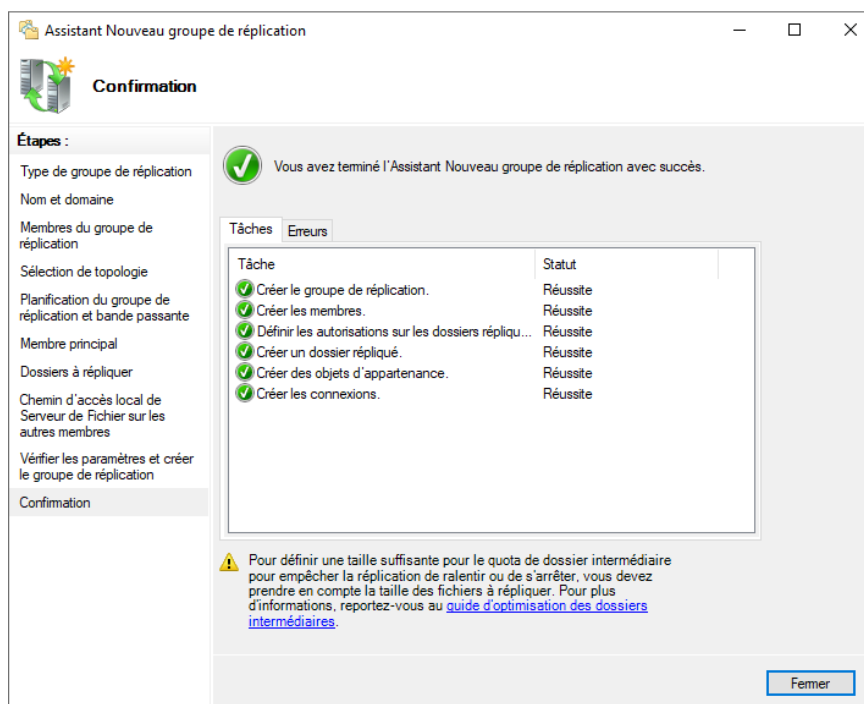 Assistant Nouveau groupe de réplication
Confirmation
Étapes :
Type de groupe de réplication
Nom et domaine
Membres du groupe de
réplication
Sélection de topologie
Planification du groupe de
réplication et bande passante
Membre principal
Dossiers à répliquer
Chemin d'accès local de
Serveur de Fichier sur les
autres membres
Vérifier les paramètres et créer
le groupe de réplication
Confirmation
Vous avez terminé l'Assistant Nouveau groupe de réplication avec succès.
Tâches Erreurs
Tâche Statut
Créer le groupe de réplication. Réussite
Créer les membres. Réussite
Définir les autorisations sur les dossiers répliqu... Réussite
Créer un dossier répliqué. Réussite
Créer des objets d'appartenance. Réussite
Créer les connexions. Réussite
Pour définir une taille suffisante pour le quota de dossier intermédiaire
pour empêcher la réplication de ralentir ou de s'arrêter, vous devez
prendre en compte la taille des fichiers à répliquer. Pour plus
d'informations, reportez-vous au guide d'optimisation des dossiers
intermédiaires.
Fermer